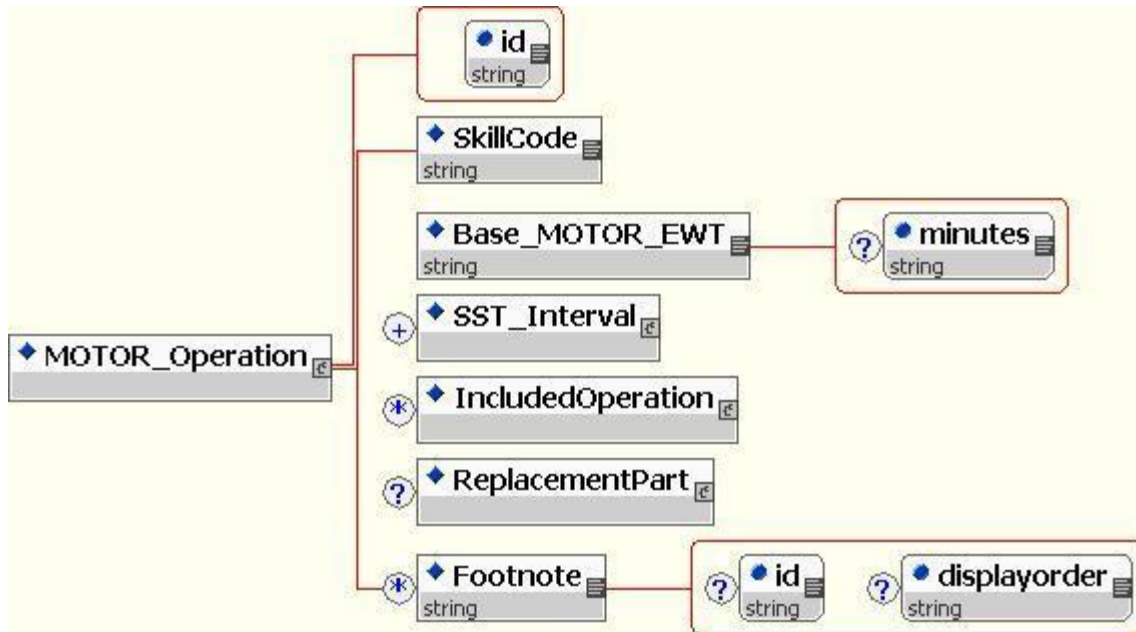 id
string
SkillCode
string
Base_MOTOR_EWT
string
? minutes
string
+ SST_Interval
MOTOR_Operation
* IncludedOperation
? ReplacementPart
* Footnote
string
? id
string
? displayorder
string